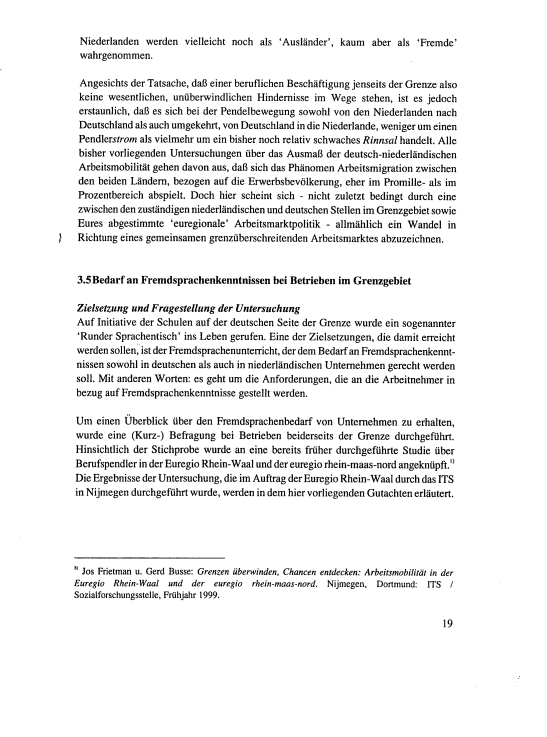 Niederlanden werden vielleicht noch als 'Ausländer', kaum aber als 'Fremde'
wahrgenommen.
Angesichts der Tatsache, daß einer beruflichen Beschäftigung jenseits der Grenze also
keine wesentlichen, unüberwindlichen Hindernisse im Wege stehen, ist es jedoch
erstaunlich, daß es sich bei der Pendelbewegung sowohl von den Niederlanden nach
Deutschland als auch umgekehrt, von Deutschland in die Niederlande, weniger um einen
Pendlerstrom als vielmehr um ein bisher noch relativ schwaches Rinnsal handelt. Alle
bisher vorliegenden Untersuchungen über das Ausmaß der deutsch-niederländischen
Arbeitsmobilität gehen davon aus, daß sich das Phänomen Arbeitsmigration zwischen
den beiden Ländern, bezogen auf die Erwerbsbevölkerung, eher im Promille- als im
Prozentbereich abspielt. Doch hier scheint sich - nicht zuletzt bedingt durch eine
zwischen den zuständigen niederländischen und deutschen Stellen im Grenzgebiet sowie
Eures abgestimmte 'euregionale' Arbeitsmarktpolitik - allmählich ein Wandel in
Richtung eines gemeinsamen grenzüberschreitenden Arbeitsmarktes abzuzeichnen.
3.5 Bedarf an Fremdsprachenkenntnissen bei Betrieben im Grenzgebiet
Zielsetzung und Fragestellung der Untersuchung
Auf Initiative der Schulen auf der deutschen Seite der Grenze wurde ein sogenannter
'Runder Sprachentisch' ins Leben gerufen. Eine der Zielsetzungen, die damit erreicht
werden sollen, ist der Fremdsprachenunterricht, der dem Bedarf an Fremdsprachenkennt-
nissen sowohl in deutschen als auch in niederländischen Unternehmen gerecht werden
soll. Mit anderen Worten: es geht um die Anforderungen, die an die Arbeitnehmer in
bezug auf Fremdsprachenkenntnisse gestellt werden.
Um einen Überblick über den Fremdsprachenbedarf von Unternehmen zu erhalten,
wurde eine (Kurz-) Befragung bei Betrieben beiderseits der Grenze durchgeführt.
Hinsichtlich der Stichprobe wurde an eine bereits früher durchgeführte Studie über
Berufspendler in der Euregio Rhein-Waal und der euregio rhein-maas-nord angeknüpft.
Die Ergebnisse der Untersuchung, die im Auftrag der Euregio Rhein-Waal durch das ITS
in Nijmegen durchgeführt wurde, werden in dem hier vorliegenden Gutachten erläutert.
8) Jos Frietman u. Gerd Busse: Grenzen überwinden, Chancen entdecken: Arbeitsmobilität in der
Euregio Rhein-Waal und der euregio rhein-maas-nord. Nijmegen, Dortmund: ITS /
Sozialforschungsstelle, Frühjahr 1999.
19